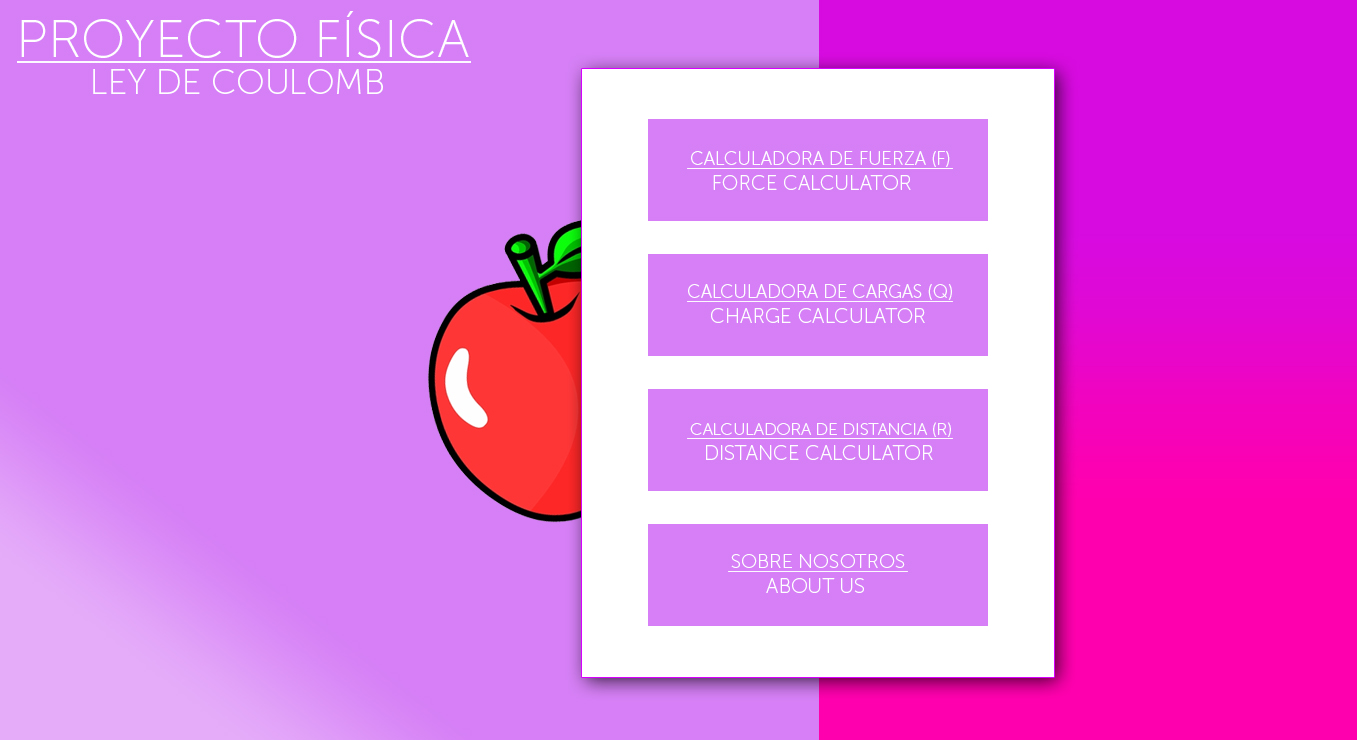 PROYECTO FÍSICA
LEY DE COULOMB
CALCULADORA DE FUERZA (F)
FORCE CALCULATOR
CALCULADORA DE CARGAS (Q)
CHARGE CALCULATOR
CALCULADORA DE DISTANCIA (R)
DISTANCE CALCULATOR
SOBRE NOSOTROS
ABOUT US